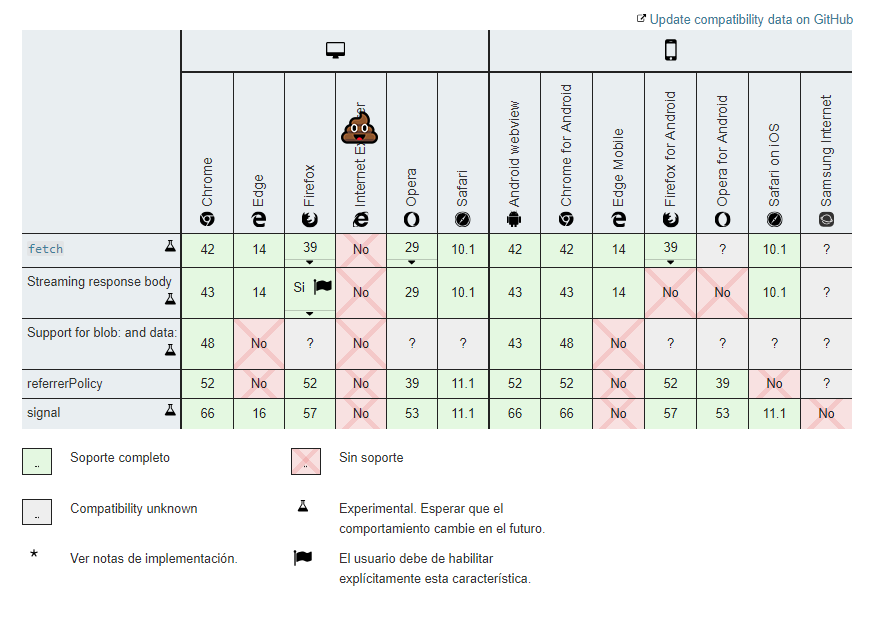 Update compatibility data on GitHub
Chrome
Edge
Firefox
Internet Ex er
Opera
Safari
Android webview
Chrome for Android
Edge Mobile
Firefox for Android
Opera for Android
Safari on iOS
Samsung Internet
fetch 42 14 39 No 29 10.1 42 42 14 39 ? 10.1 ?
Streaming response body 43 14 Si No 29 10.1 43 43 14 No No 10.1 ?
Support for blob: and data: 48 No ? No ? ? 43 48 No ? ? ? ?
referrerPolicy 52 No 52 No 39 11.1 52 52 No 52 39 No ?
signal 66 16 57 No 53 11.1 66 66 No 57 53 11.1 No
.. Soporte completo
.. Sin soporte
.. Compatibility unknown
Experimental. Esperar que el
comportamiento cambie en el futuro.
* Ver notas de implementación.
El usuario debe de habilitar
explícitamente esta característica.